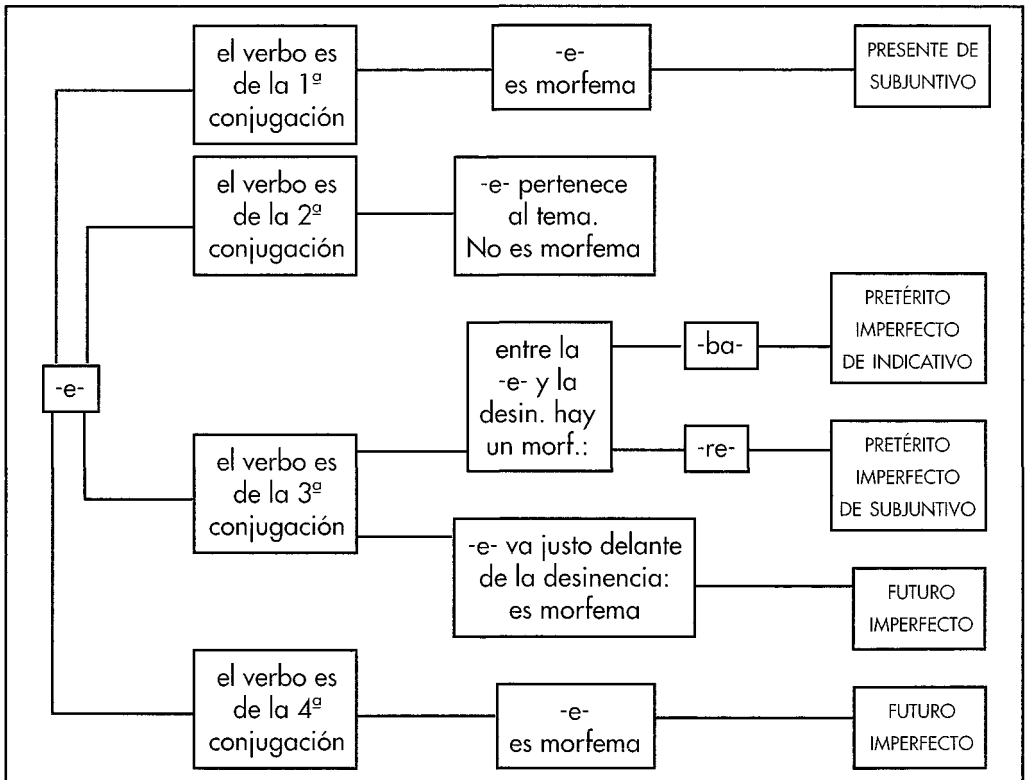 -e-
el verbo es
de la 1ª
conjugación
-e-
es morfema
PRESENTE DE
SUBJUNTIVO
el verbo es
de la 2ª
conjugación
-e- pertenece
al tema.
No es morfema
el verbo es
de la 3ª
conjugación
entre la
-e- y la
desin. hay
un morf.:
-ba-
PRETÉRITO
IMPERFECTO
DE INDICATIVO
-re-
PRETÉRITO
IMPERFECTO
DE SUBJUNTIVO
-e- va justo delante
de la desinencia:
es morfema
FUTURO
IMPERFECTO
el verbo es
de la 4ª
conjugación
-e-
es morfema
FUTURO
IMPERFECTO